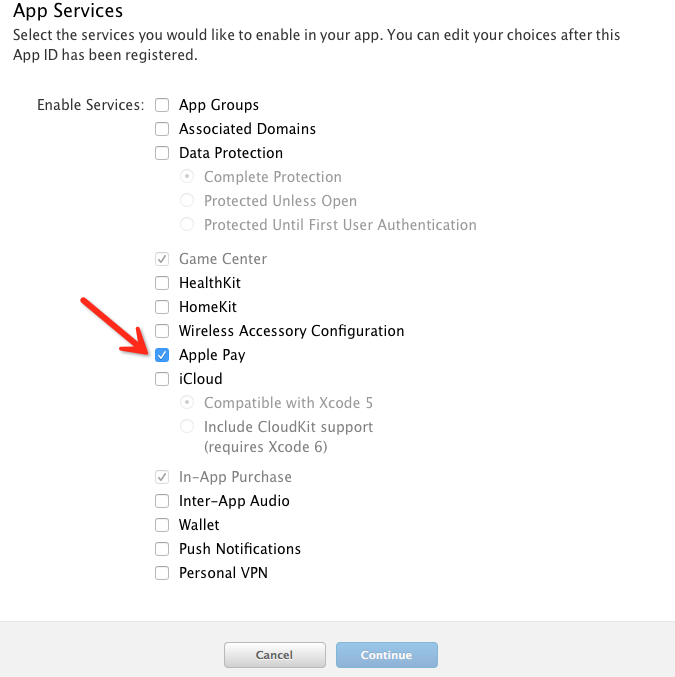 App Services
Select the services you would like to enable in your app. You can edit your choices after this
App ID has been registered.
Enable Services: App Groups
Associated Domains
Data Protection
Complete Protection
Protected Unless Open
Protected Until First User Authentication
Game Center
HealthKit
HomeKit
Wireless Accessory Configuration
Apple Pay
iCloud
Compatible with Xcode 5
Include CloudKit support
(requires Xcode 6)
In-App Purchase
Inter-App Audio
Wallet
Push Notifications
Personal VPN
Cancel Continue